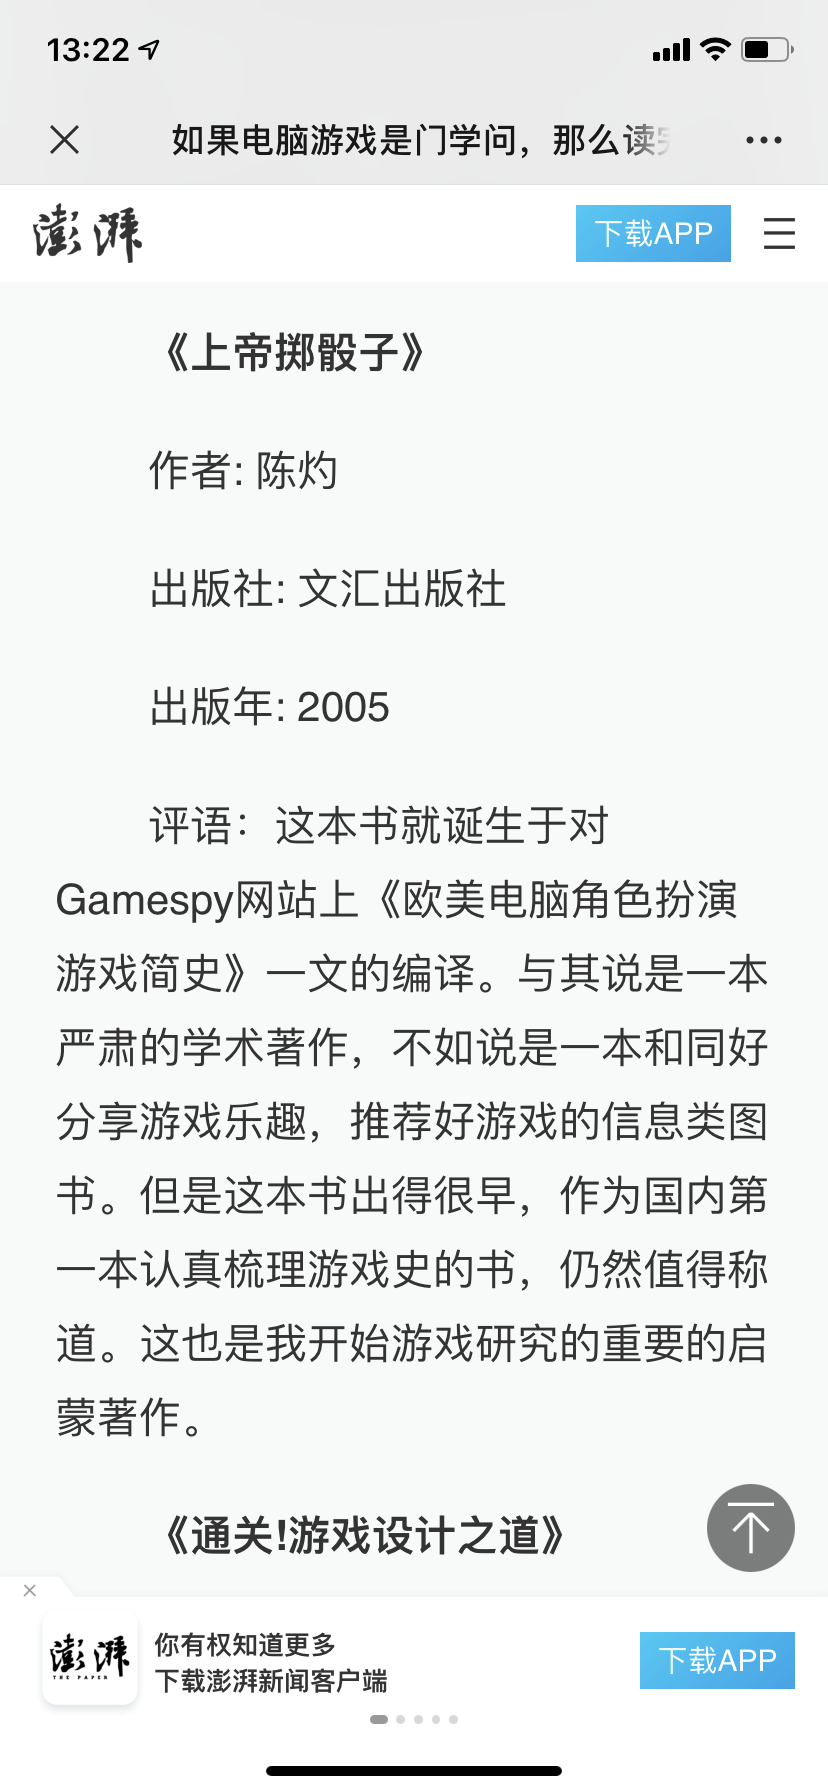 13:22
如果电脑游戏是门学问，那么读
澎湃
下载APP
《上帝掷骰子》
作者: 陈灼
出版社: 文汇出版社
出版年: 2005
评语：这本书就诞生于对
Gamespy网站上《欧美电脑角色扮演
游戏简史》一文的编译。与其说是一本
严肃的学术著作，不如说是一本和同好
分享游戏乐趣，推荐好游戏的信息类图
书。但是这本书出得很早，作为国内第
一本认真梳理游戏史的书，仍然值得称
道。这也是我开始游戏研究的重要的启
蒙著作。
《通关!游戏设计之道》
澎湃
THE PAPER
你有权知道更多
下载澎湃新闻客户端
下载APP